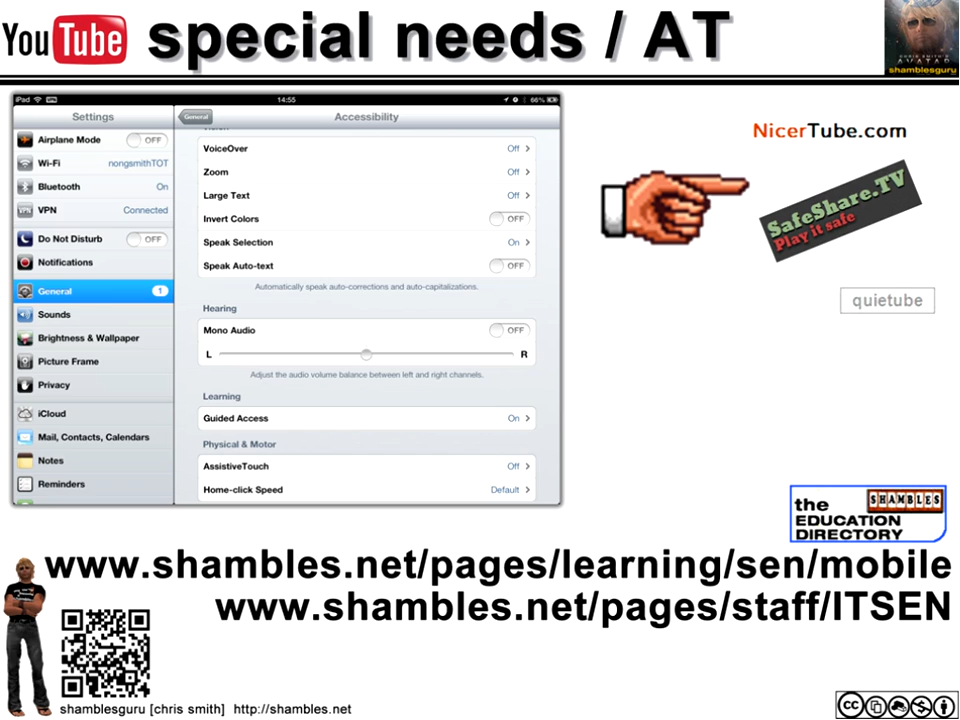 YouTube special needs / AT
CHRIS SMITH'S
AVATAR
shamblesguru
iPad 14:55 66%
Settings
General
Accessibility
Airplane Mode OFF
Wi-Fi nongsmithTOT
Bluetooth On
VPN Connected
Do Not Disturb OFF
Notifications
General 1
Sounds
Brightness & Wallpaper
Picture Frame
Privacy
iCloud
Mail, Contacts, Calendars
Notes
Reminders
VoiceOver Off
Zoom Off
Large Text Off
Invert Colors OFF
Speak Selection On
Speak Auto-text OFF
Automatically speak auto-corrections and auto-capitalizations.
Hearing
Mono Audio OFF
L R
Adjust the audio volume balance between left and right channels.
Learning
Guided Access On
Physical & Motor
AssistiveTouch Off
Home-click Speed Default
NicerTube.com
SafeShare.TV
Play it safe
quietube
the SHAMBLES
EDUCATION
DIRECTORY
www.shambles.net/pages/learning/sen/mobile
www.shambles.net/pages/staff/ITSEN
shamblesguru [chris smith] http://shambles.net
cc